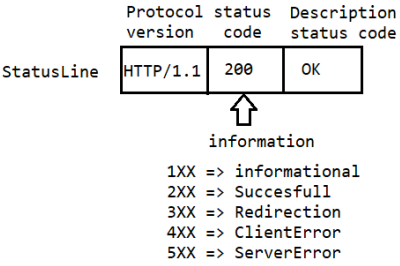 Protocol status Description
version code status code
StatusLine HTTP/1.1 200 OK
information
1XX => informational
2XX => Succesfull
3XX => Redirection
4XX => ClientError
5XX => ServerError